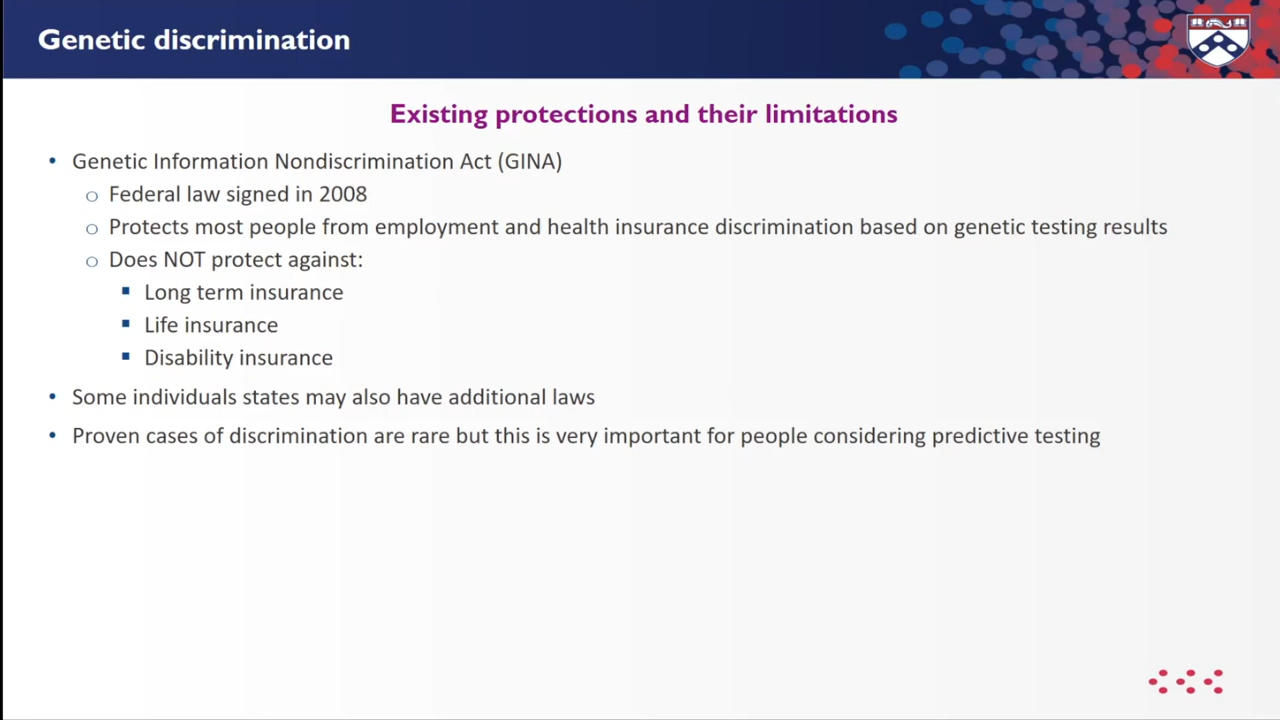 Genetic discrimination
Existing protections and their limitations
• Genetic Information Nondiscrimination Act (GINA)
o Federal law signed in 2008
o Protects most people from employment and health insurance discrimination based on genetic testing results
o Does NOT protect against:
▪ Long term insurance
▪ Life insurance
▪ Disability insurance
• Some individuals states may also have additional laws
• Proven cases of discrimination are rare but this is very important for people considering predictive testing